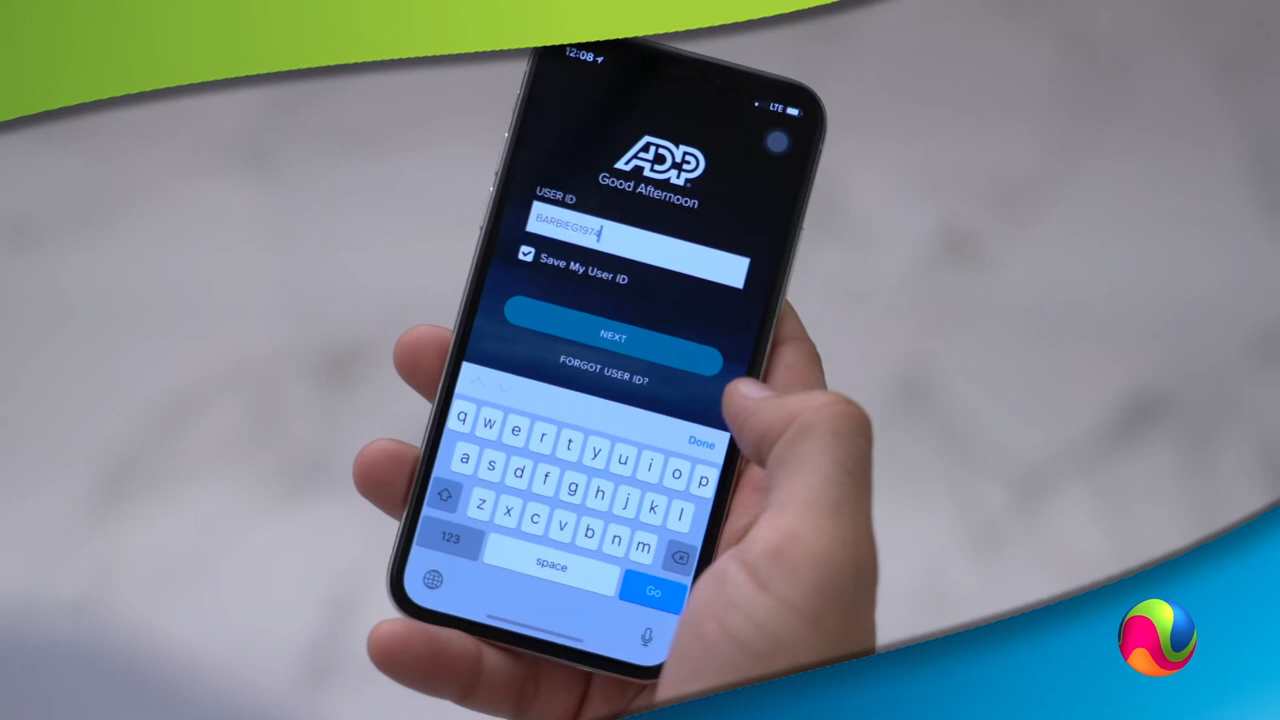 12:08
LTE
ADP
Good Afternoon
USER ID
BARBIEG1974
Save My User ID
NEXT
FORGOT USER ID?
Done
q w e r t y u i o p
a s d f g h j k l
z x c v b n m
123
space
Go